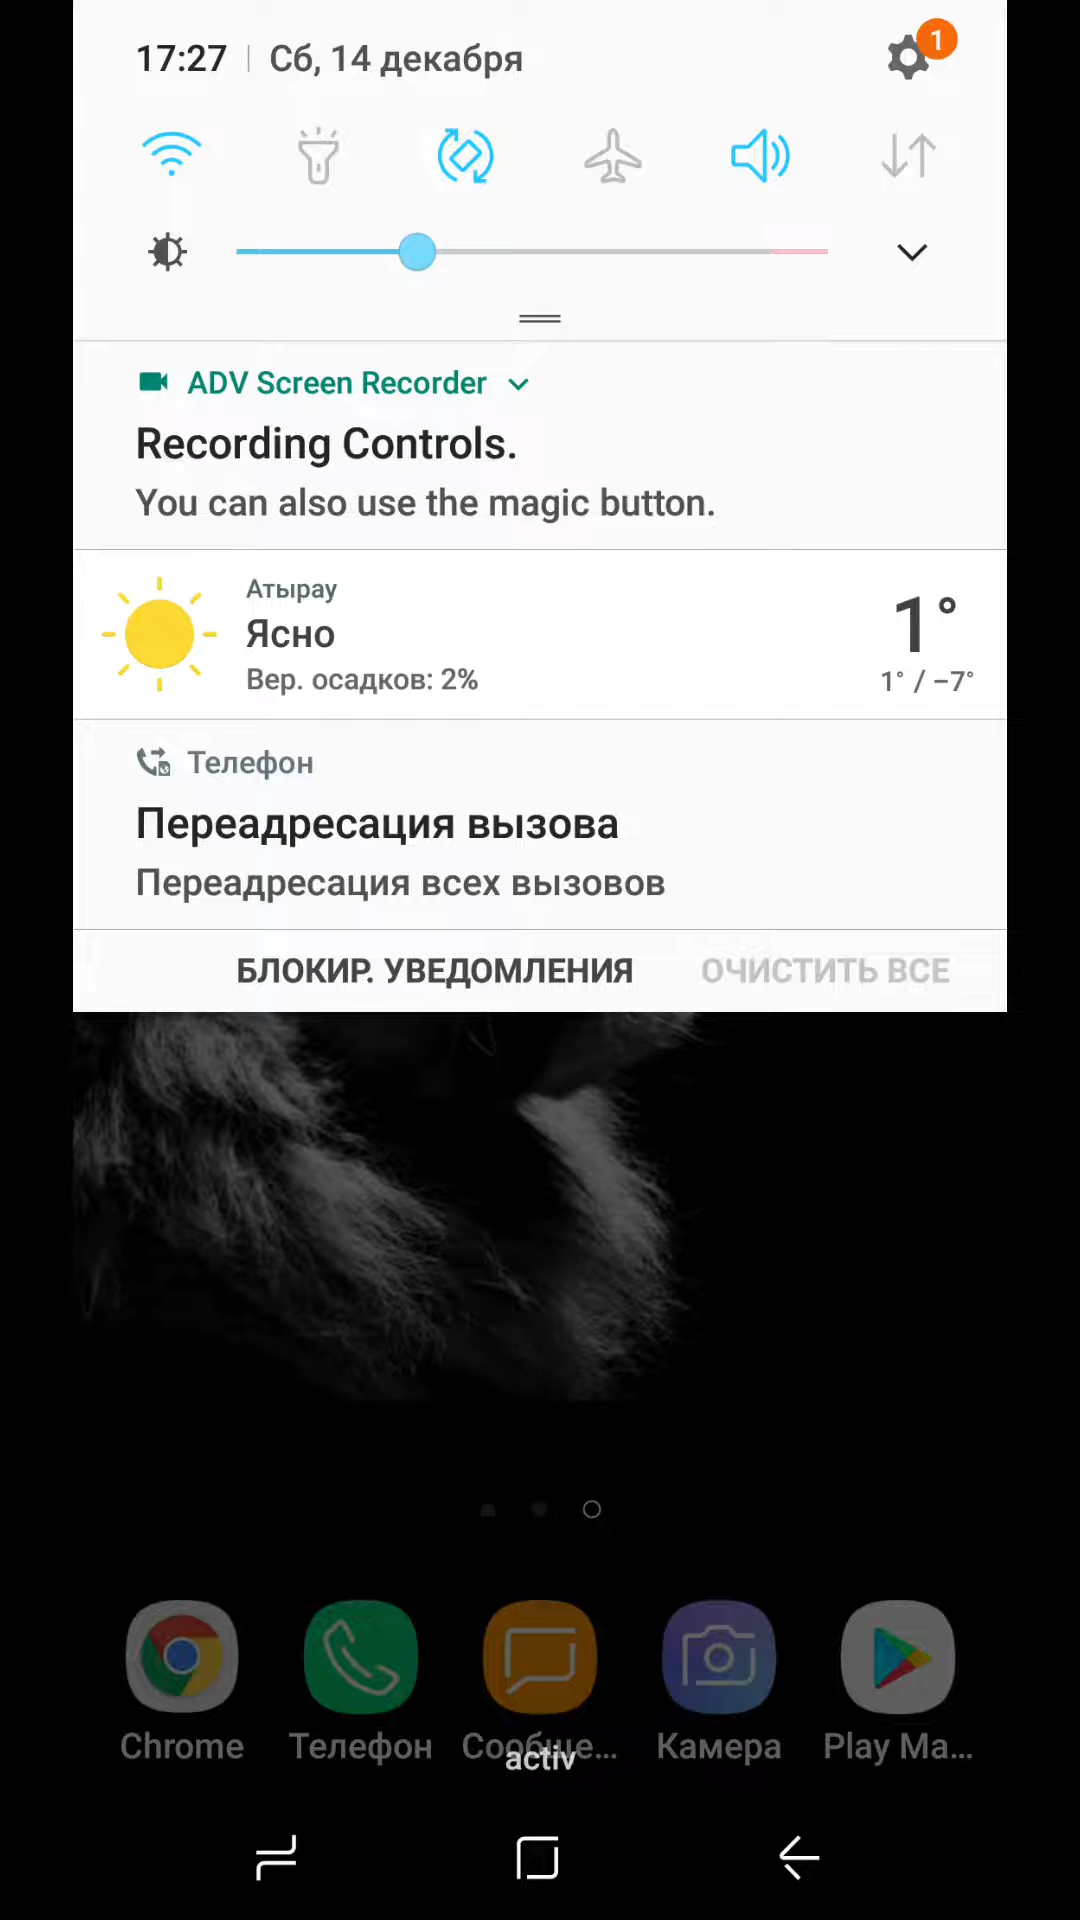 17:27 | Сб, 14 декабря
1
ADV Screen Recorder
Recording Controls.
You can also use the magic button.
Атырау
Ясно
Вер. осадков: 2%
1°
1° / −7°
Телефон
Переадресация вызова
Переадресация всех вызовов
БЛОКИР. УВЕДОМЛЕНИЯ ОЧИСТИТЬ ВСЕ
Chrome Телефон Сообще... Камера Play Ma...
activ